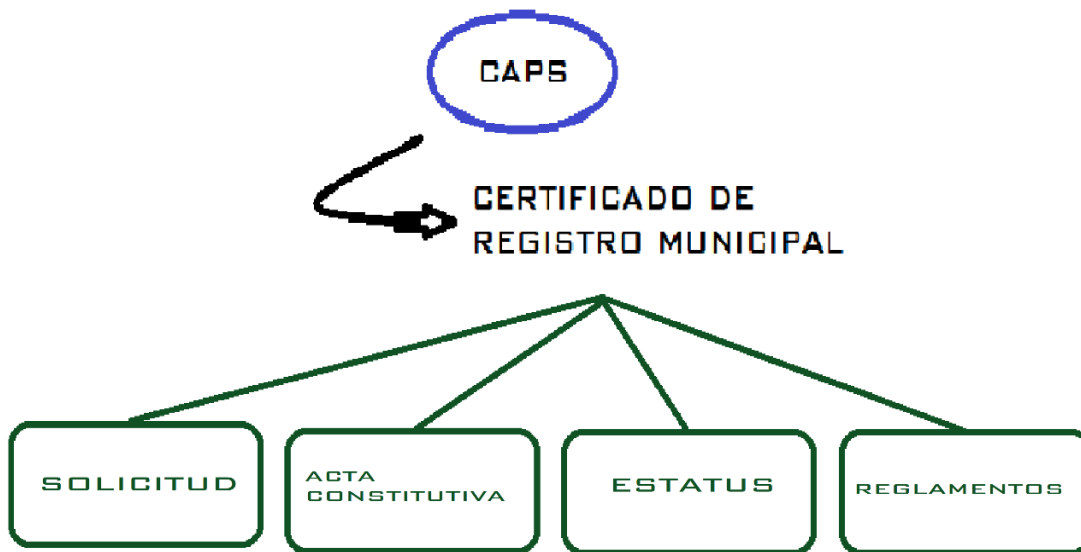 CAPS
CERTIFICADO DE
REGISTRO MUNICIPAL
SOLICITUD
ACTA
CONSTITUTIVA
ESTATUS
REGLAMENTOS